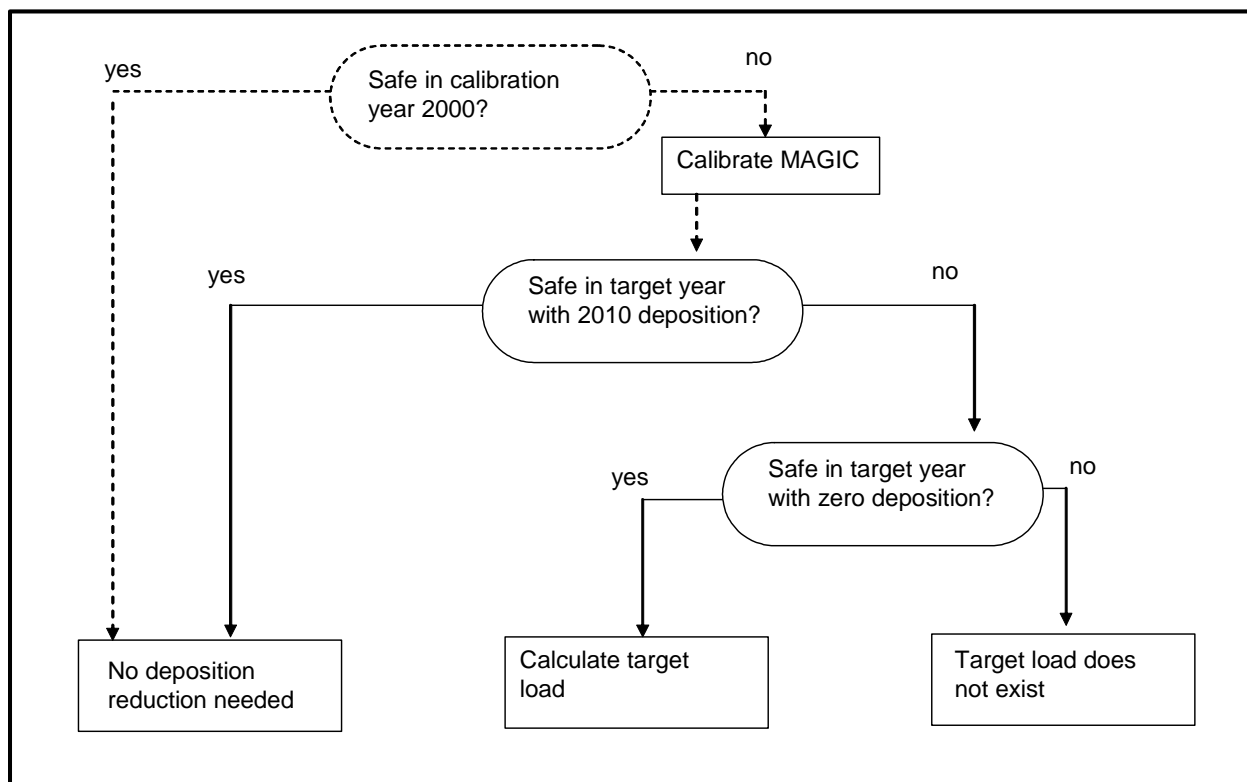 yes
Safe in calibration
year 2000?
no
Calibrate MAGIC
yes
Safe in target year
with 2010 deposition?
no
yes
Safe in target year
with zero deposition?
no
No deposition
reduction needed
Calculate target
load
Target load does
not exist